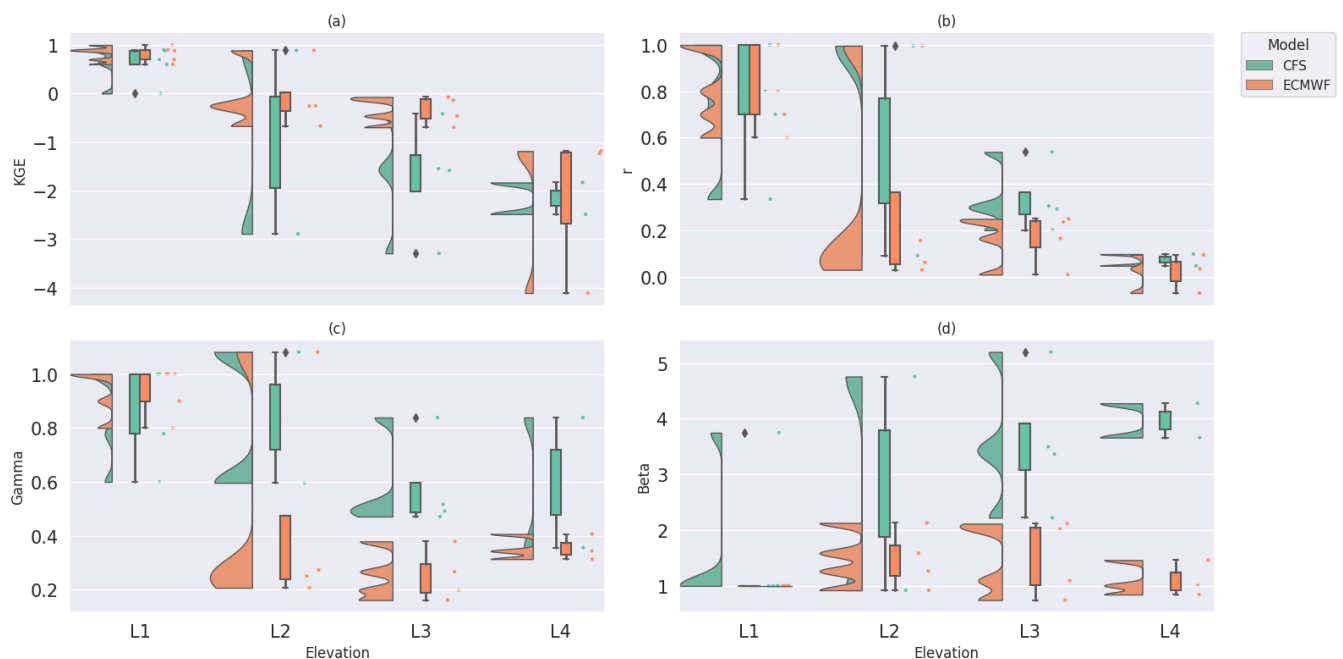 (a)
(b)
Model
CFS
ECMWF
KGE
1
0
−1
−2
−3
−4
r
1.0
0.8
0.6
0.4
0.2
0.0
(c)
(d)
Gamma
1.0
0.8
0.6
0.4
0.2
Beta
5
4
3
2
1
L1 L2 L3 L4
Elevation
L1 L2 L3 L4
Elevation